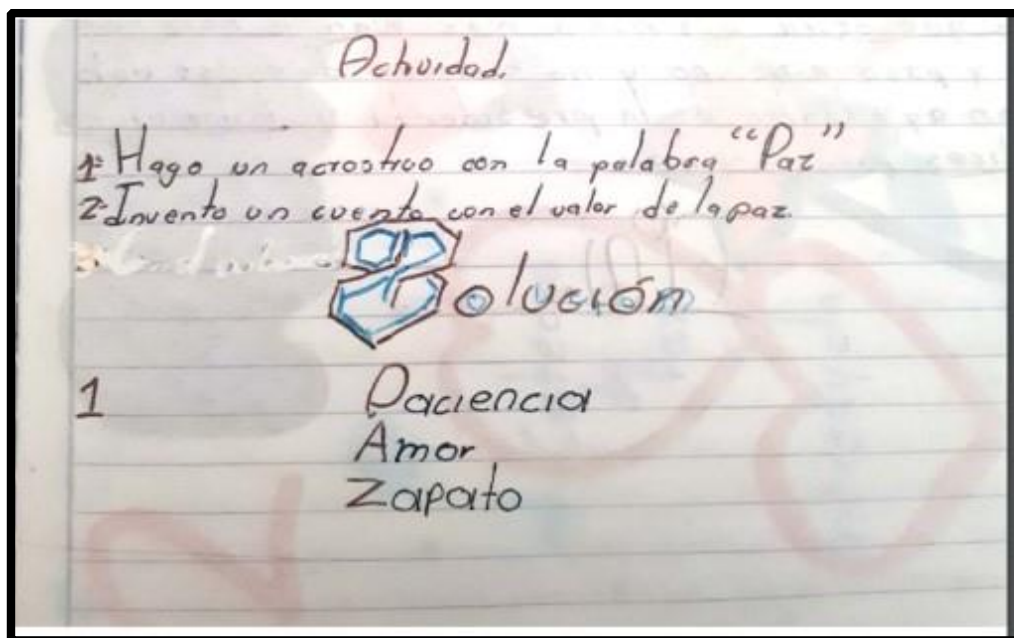 Actividad.
1º Hago un acrostico con la palabra "Paz"
2-Invento un cuento con el valor de la paz.
Solución
1 Paciencia
Amor
Zapato